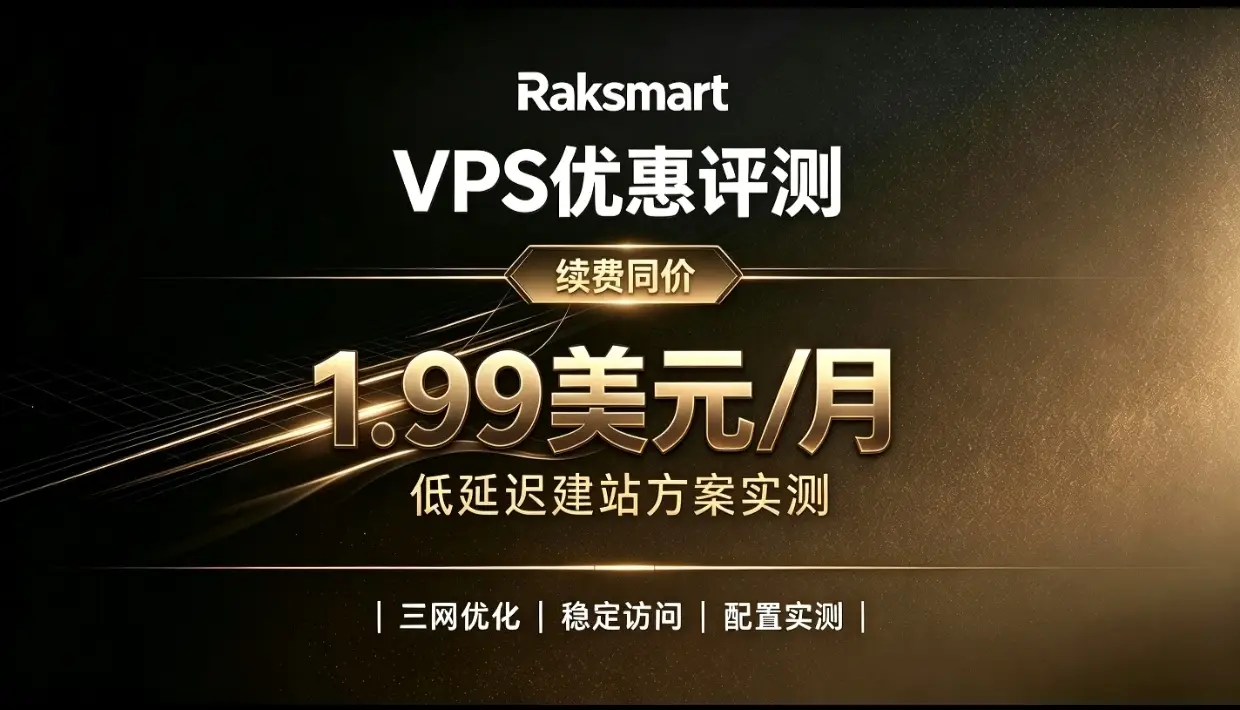 Raksmart
VPS优惠评测
续费同价
1.99美元/月
低延迟建站方案实测
| 三网优化 | 稳定访问 | 配置实测 |